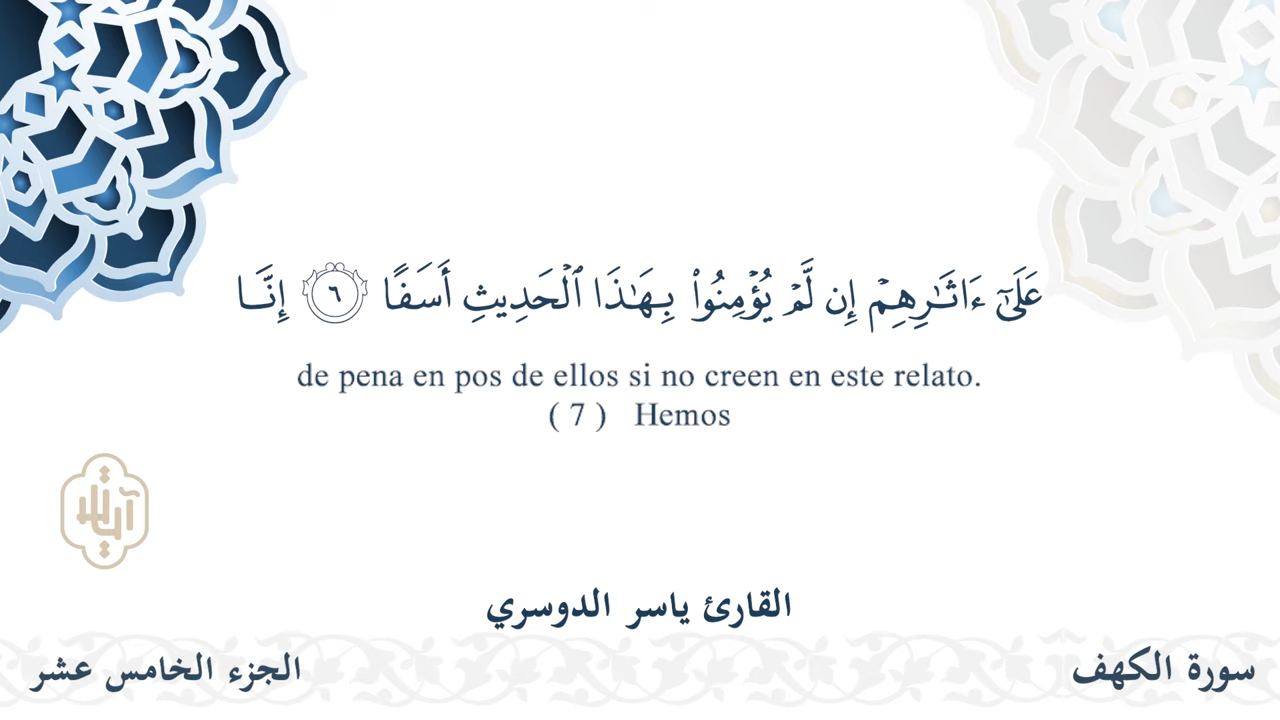 عَلَىٰٓ ءَاثَٰرِهِمۡ إِن لَّمۡ يُؤۡمِنُواْ بِهَٰذَا ٱلۡحَدِيثِ أَسَفًا ٦ إِنَّا
de pena en pos de ellos si no creen en este relato.
( 7 ) Hemos
القارئ ياسر الدوسري
سورة الكهف
الجزء الخامس عشر